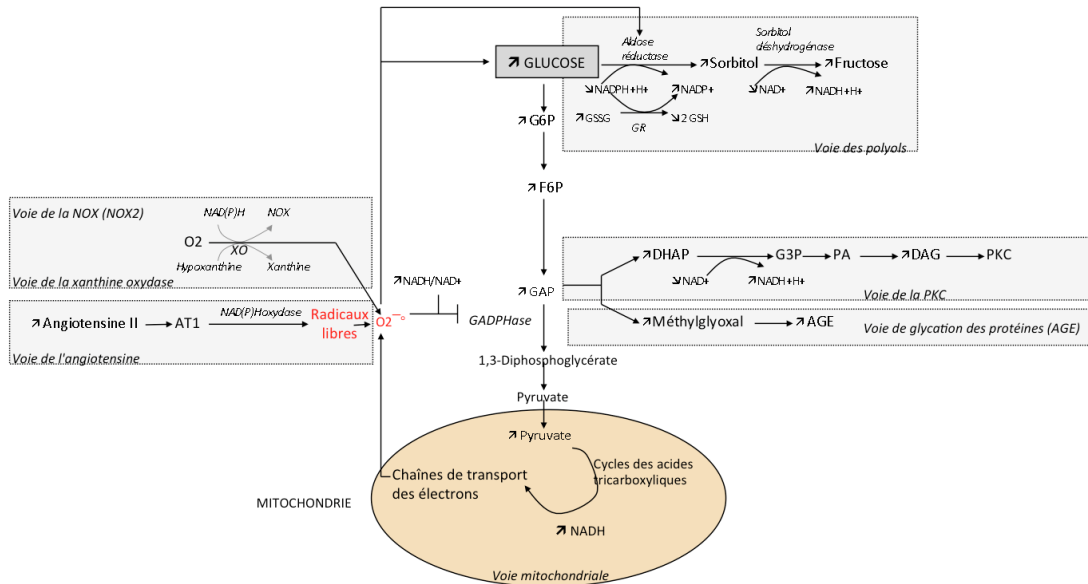 Aldose
réductase
Sorbitol
déshydrogénase
↗ GLUCOSE
↗Sorbitol
↗Fructose
↘NADPH+H+
↗NADP+
↘NAD+
↗NADH+H+
↗GSSG
GR
↘2 GSH
Voie des polyols
↗G6P
↗F6P
Voie de la NOX (NOX2)
NAD(P)H
NOX
O2
XO
Hypoxanthine
Xanthine
Voie de la xanthine oxydase
↗NADH/NAD+
↗DHAP
G3P
PA
↗DAG
PKC
↘NAD+
↗NADH+H+
Voie de la PKC
↗GAP
GADPHase
↗ Angiotensine II
AT1
NAD(P)Hoxydase
Radicaux
libres
O2−°
Voie de l'angiotensine
↗Méthylglyoxal
↗ AGE
Voie de glycation des protéines (AGE)
1,3-Diphosphoglycérate
Pyruvate
↗ Pyruvate
Cycles des acides
tricarboxyliques
Chaînes de transport
des électrons
MITOCHONDRIE
↗ NADH
Voie mitochondriale